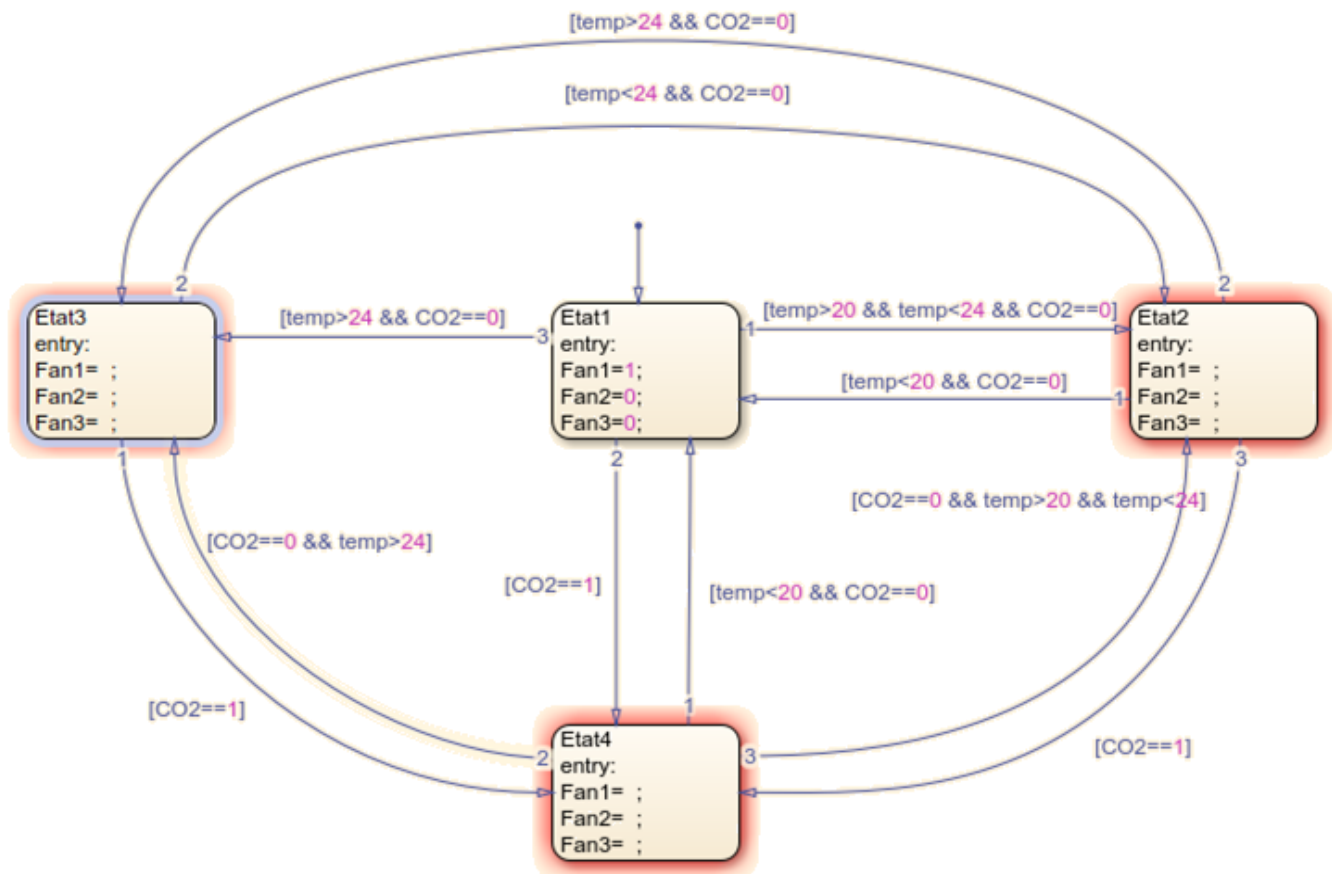 [temp>24 && CO2==0]
[temp<24 && CO2==0]
2
2
Etat3
entry:
Fan1= ;
Fan2= ;
Fan3= ;
1
[temp>24 && CO2==0]
3
Etat1
entry:
Fan1=1;
Fan2=0;
Fan3=0;
2
1
[temp>20 && temp<24 && CO2==0]
[temp<20 && CO2==0]
1
Etat2
entry:
Fan1= ;
Fan2= ;
Fan3= ;
3
[CO2==0 && temp>24]
[CO2==1]
[temp<20 && CO2==0]
[CO2==0 && temp>20 && temp<24]
[CO2==1]
[CO2==1]
1
2
3
Etat4
entry:
Fan1= ;
Fan2= ;
Fan3= ;